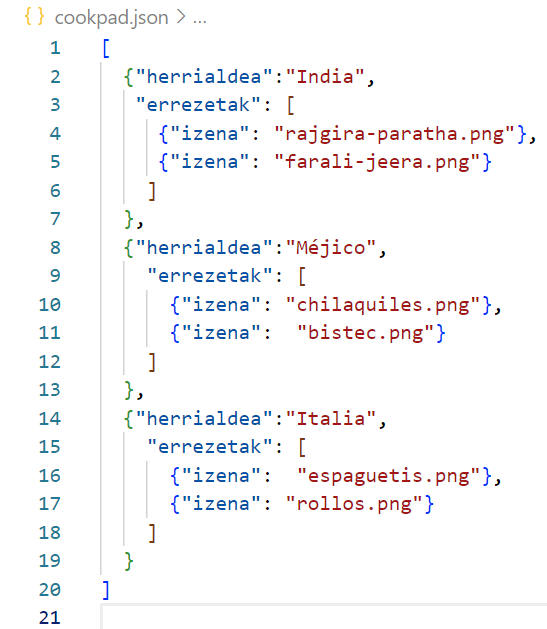 { } cookpad.json > ...
1 [
2   {"herrialdea":"India",
3    "errezetak": [
4      {"izena": "rajgira-paratha.png"},
5      {"izena": "farali-jeera.png"}
6     ]
7   },
8   {"herrialdea":"Méjico",
9     "errezetak": [
10       {"izena": "chilaquiles.png"},
11       {"izena":  "bistec.png"}
12     ]
13   },
14   {"herrialdea":"Italia",
15     "errezetak": [
16       {"izena":  "espaguetis.png"},
17       {"izena": "rollos.png"}
18     ]
19   }
20 ]
21